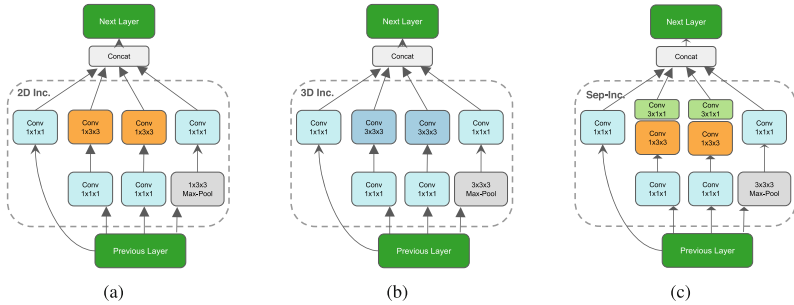 Next Layer
Concat
2D Inc.
Conv
1x1x1
Conv
1x3x3
Conv
1x3x3
Conv
1x1x1
Conv
1x1x1
Conv
1x1x1
1x3x3
Max-Pool
Previous Layer
(a)
Next Layer
Concat
3D Inc.
Conv
1x1x1
Conv
3x3x3
Conv
3x3x3
Conv
1x1x1
Conv
1x1x1
Conv
1x1x1
3x3x3
Max-Pool
Previous Layer
(b)
Next Layer
Concat
Sep-Inc.
Conv
1x1x1
Conv
3x1x1
Conv
3x1x1
Conv
1x1x1
Conv
1x3x3
Conv
1x3x3
Conv
1x1x1
Conv
1x1x1
3x3x3
Max-Pool
Previous Layer
(c)